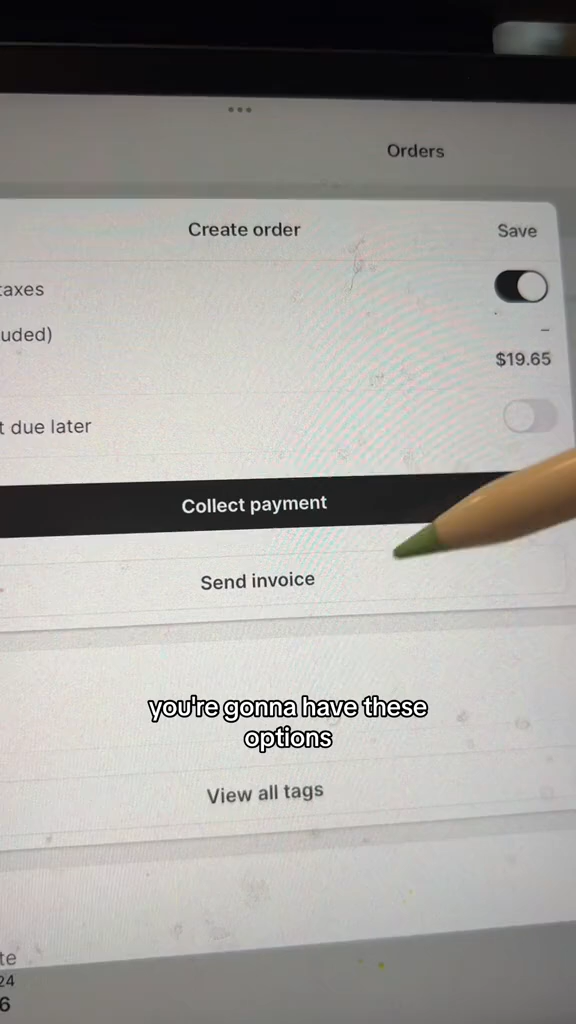 Orders
Create order
Save
taxes
uded)
–
$19.65
t due later
Collect payment
Send invoice
you're gonna have these
options
View all tags
te
24
6